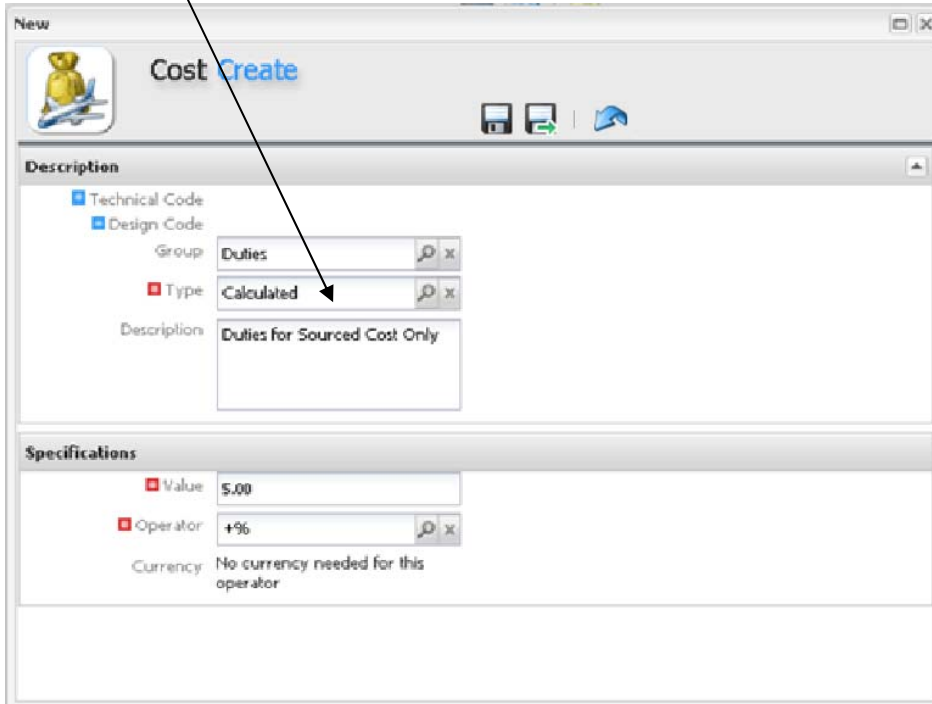 New
Cost Create
Description
Technical Code
Design Code
Group Duties
Type Calculated
Description Duties for Sourced Cost Only
Specifications
Value 5.00
Operator +%
Currency No currency needed for this
operator